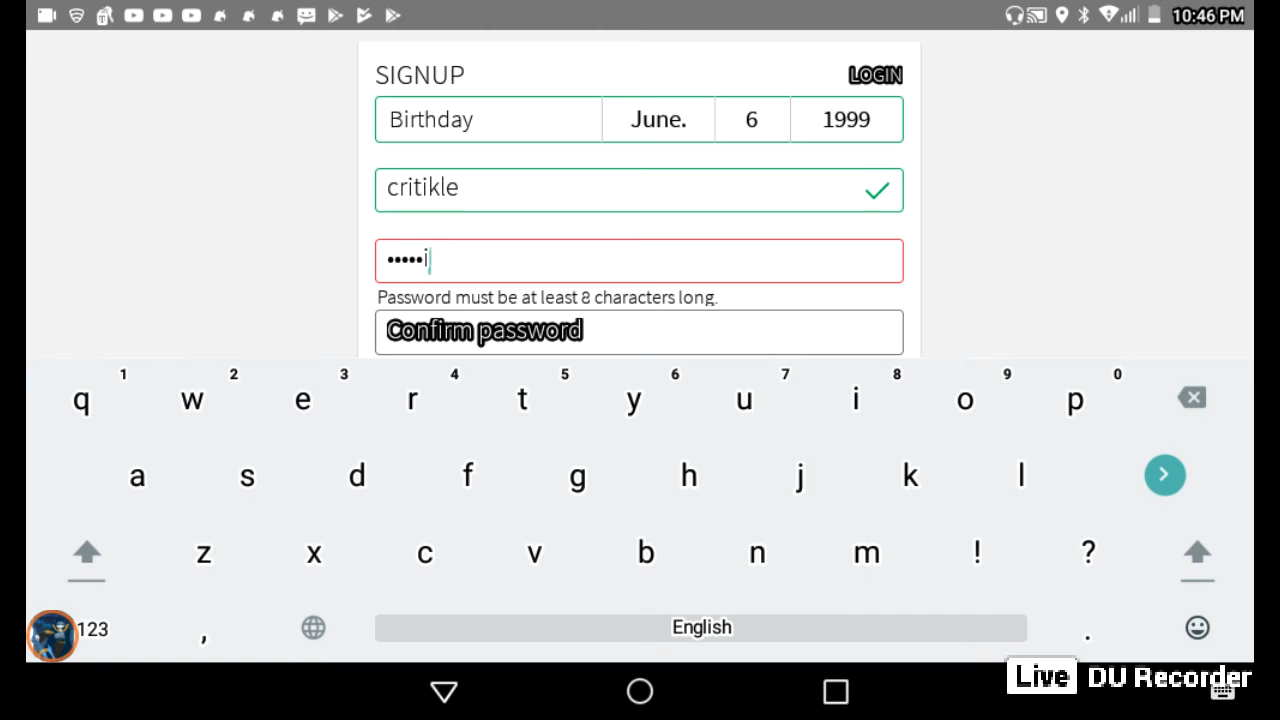 10:46 PM
SIGNUP LOGIN
Birthday June. 6 1999
critikle
•••••i
Password must be at least 8 characters long.
Confirm password
1 2 3 4 5 6 7 8 9 0
q w e r t y u i o p
a s d f g h j k l
z x c v b n m ! ?
123 , English .
Live DU Recorder